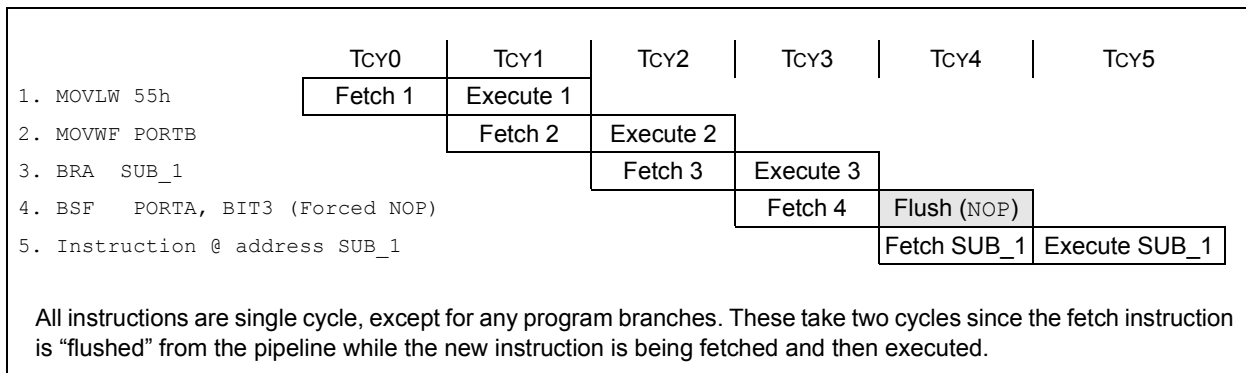 TCY0 TCY1 TCY2 TCY3 TCY4 TCY5
1. MOVLW 55h Fetch 1 Execute 1
2. MOVWF PORTB Fetch 2 Execute 2
3. BRA SUB_1 Fetch 3 Execute 3
4. BSF PORTA, BIT3 (Forced NOP) Fetch 4 Flush (NOP)
5. Instruction @ address SUB_1 Fetch SUB_1 Execute SUB_1
All instructions are single cycle, except for any program branches. These take two cycles since the fetch instruction
is “flushed” from the pipeline while the new instruction is being fetched and then executed.